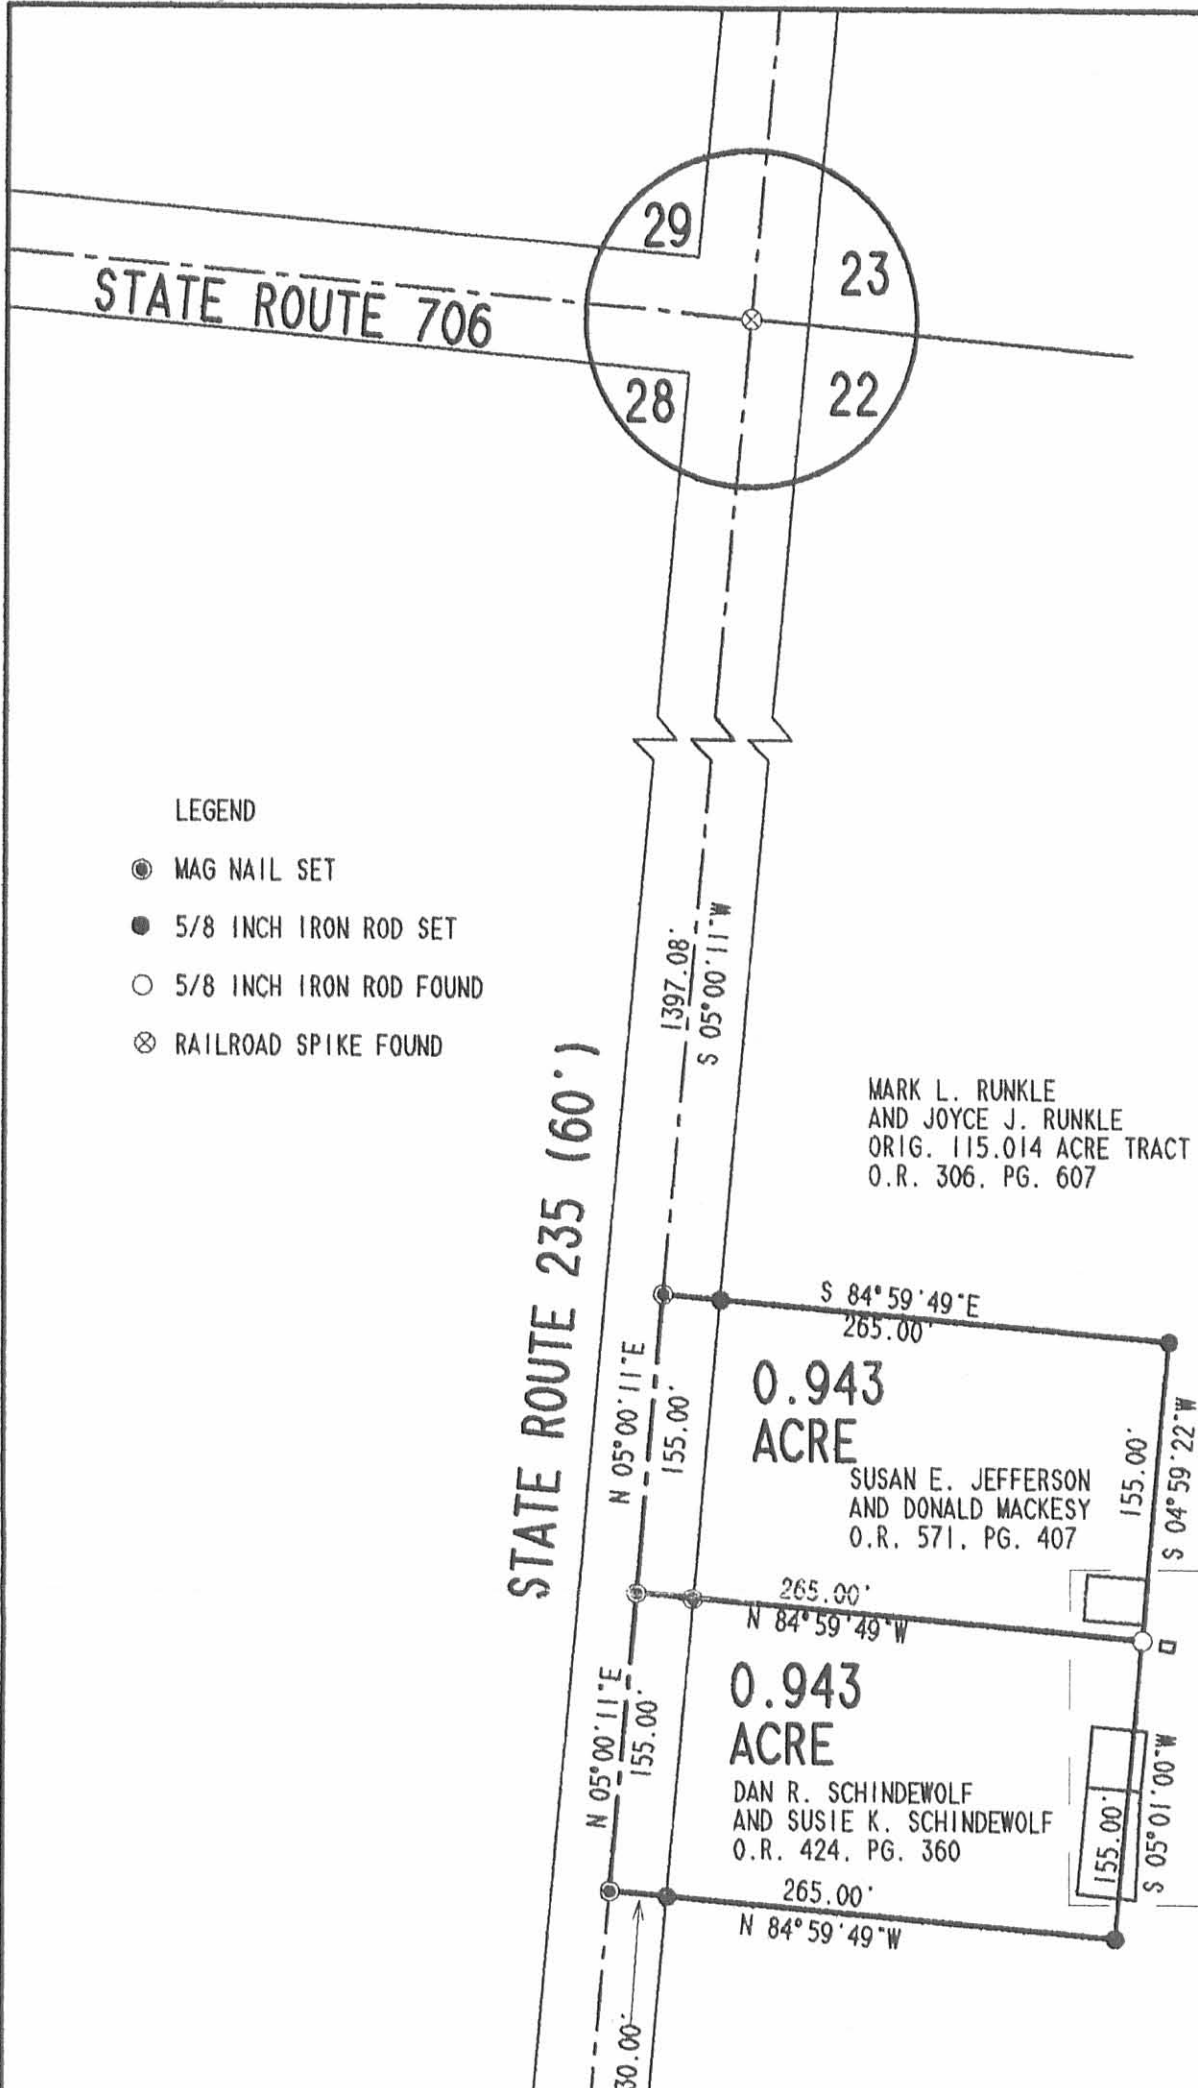 29
23
STATE ROUTE 706
28
22
LEGEND
MAG NAIL SET
5/8 INCH IRON ROD SET
5/8 INCH IRON ROD FOUND
RAILROAD SPIKE FOUND
1397.08'
S 05°00'11"W
STATE ROUTE 235 (60')
MARK L. RUNKLE
AND JOYCE J. RUNKLE
ORIG. 115.014 ACRE TRACT
O.R. 306, PG. 607
S 84°59'49"E
265.00'
N 05°00'11"E
155.00'
0.943
ACRE
SUSAN E. JEFFERSON
AND DONALD MACKESY
O.R. 571, PG. 407
155.00'
S 04°59'22"W
265.00'
N 84°59'49"W
N 05°00'11"E
155.00'
0.943
ACRE
DAN R. SCHINDEWOLF
AND SUSIE K. SCHINDEWOLF
O.R. 424, PG. 360
155.00'
S 05°01'00"W
265.00'
N 84°59'49"W
30.00'